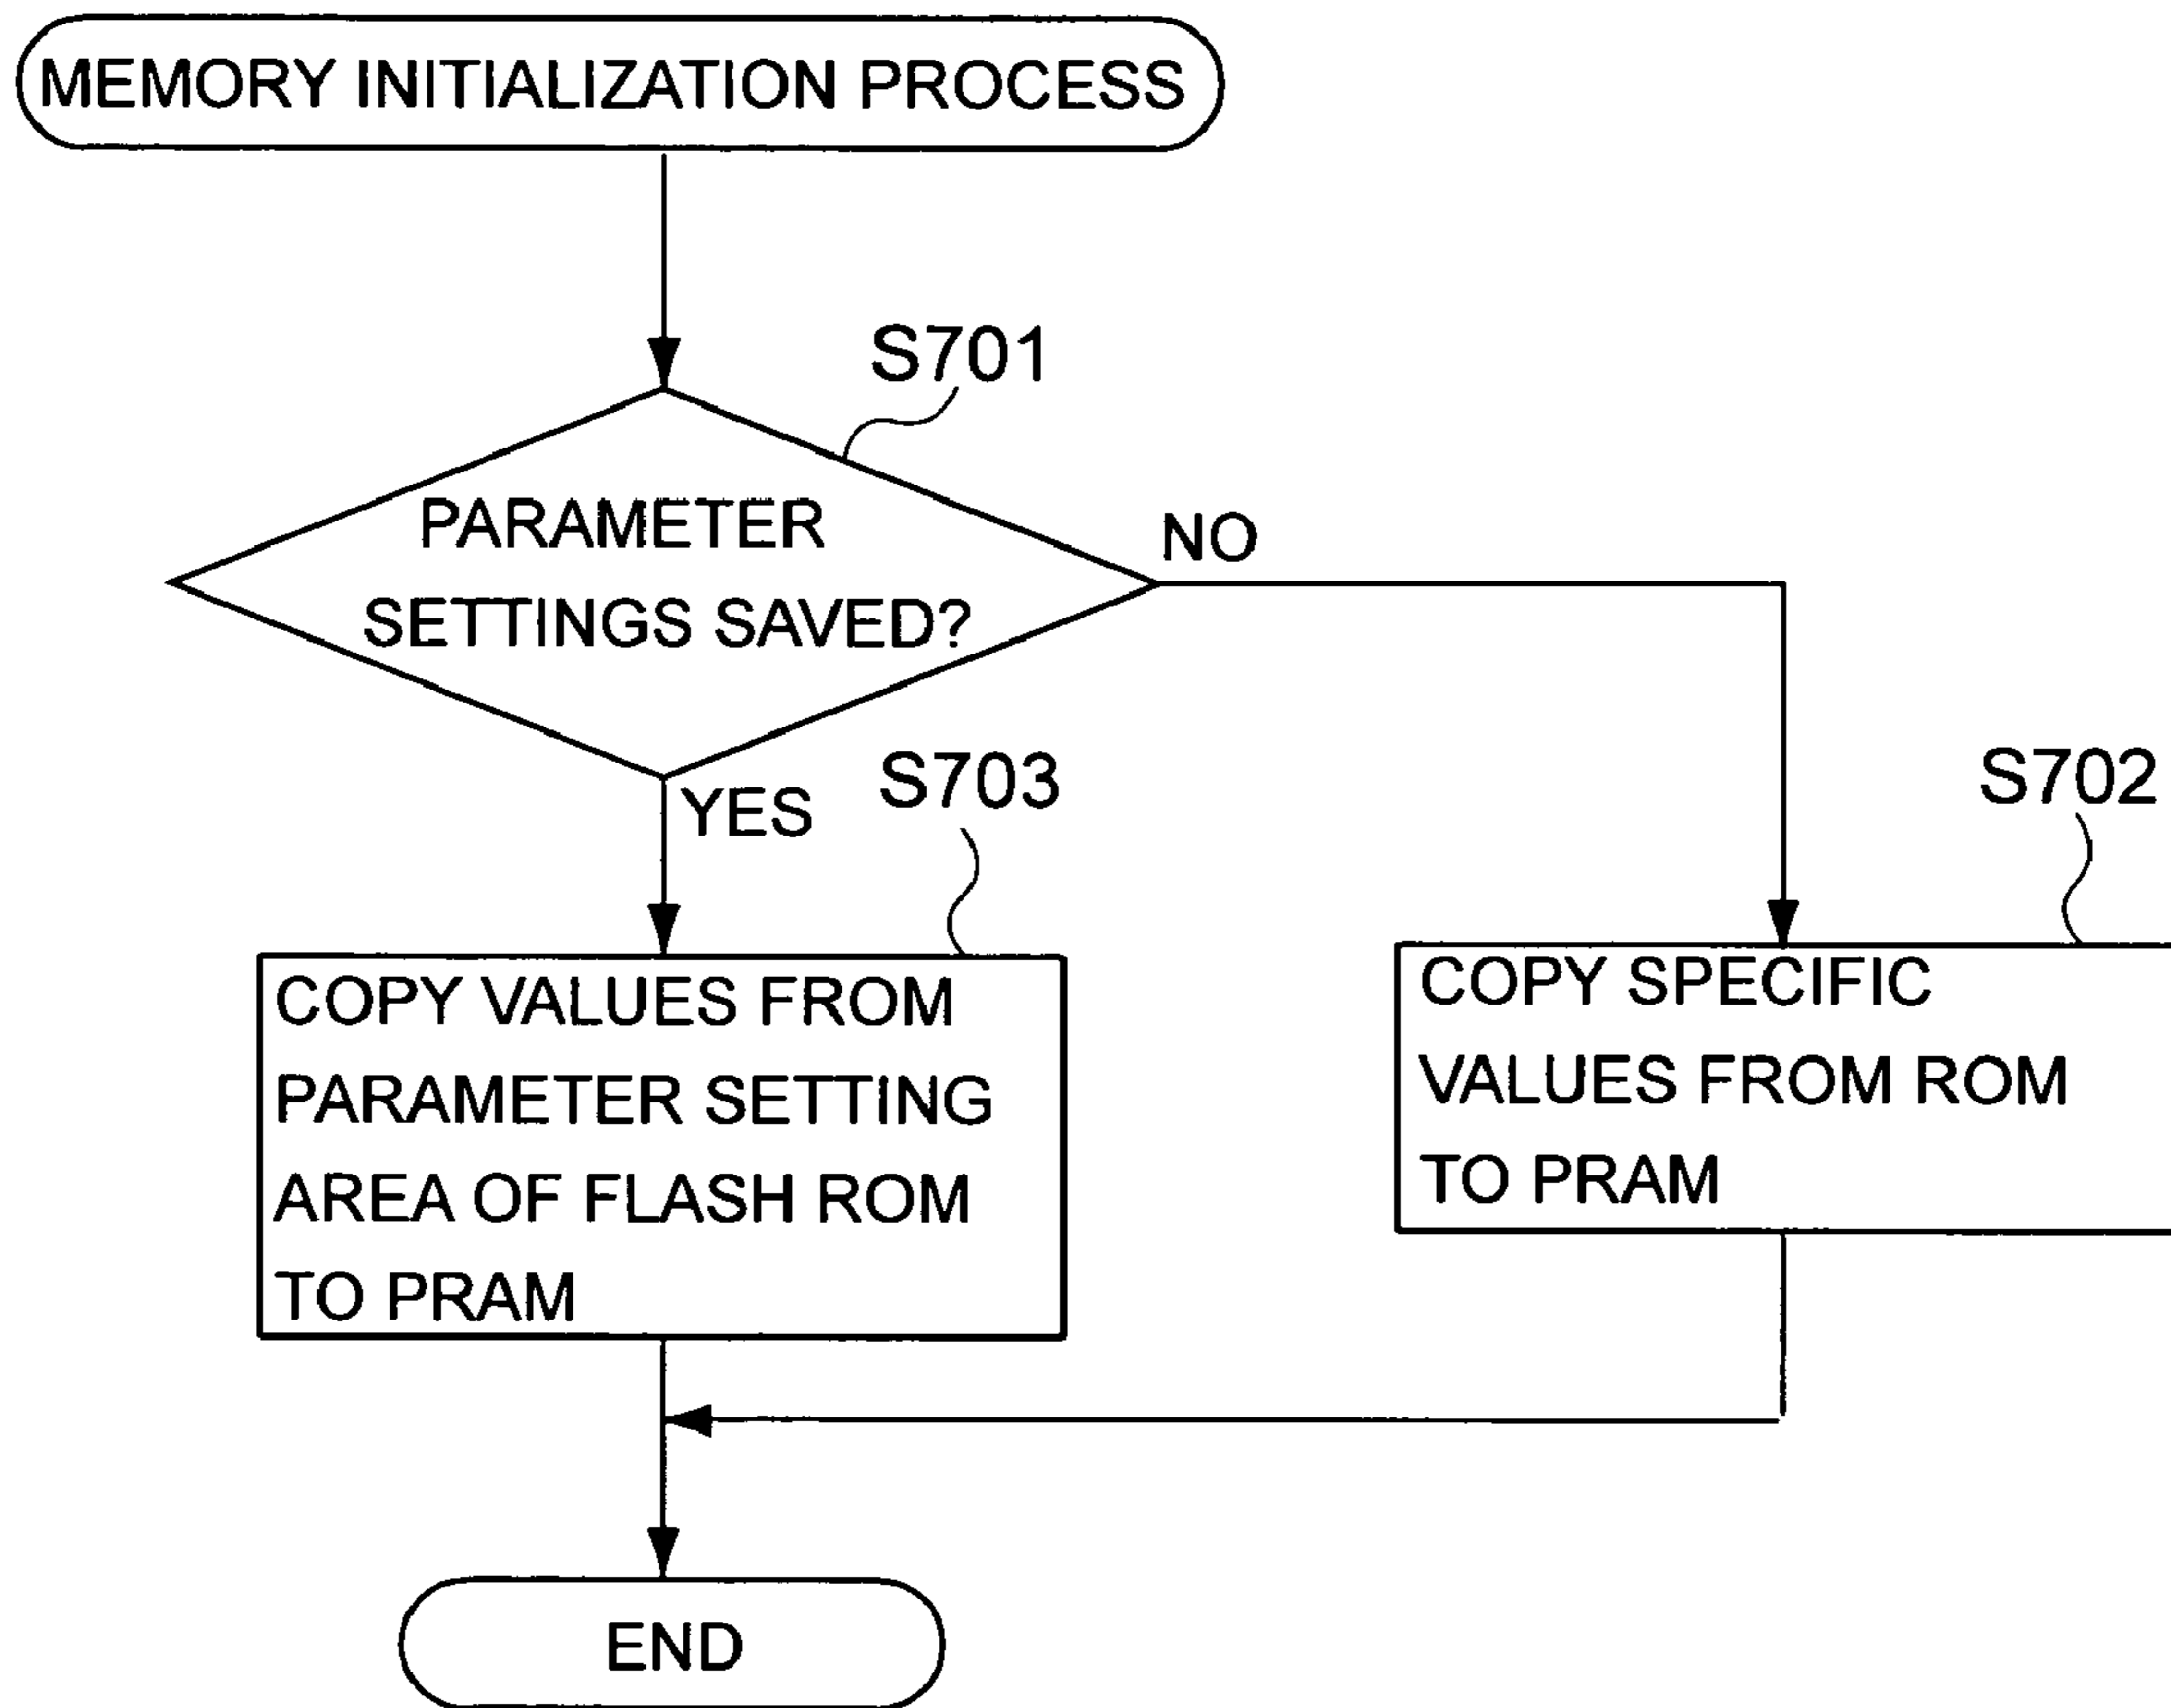 MEMORY INITIALIZATION PROCESS
S701
PARAMETER
SETTINGS SAVED?
NO
YES
S703
S702
COPY VALUES FROM
PARAMETER SETTING
AREA OF FLASH ROM
TO PRAM
COPY SPECIFIC
VALUES FROM ROM
TO PRAM
END